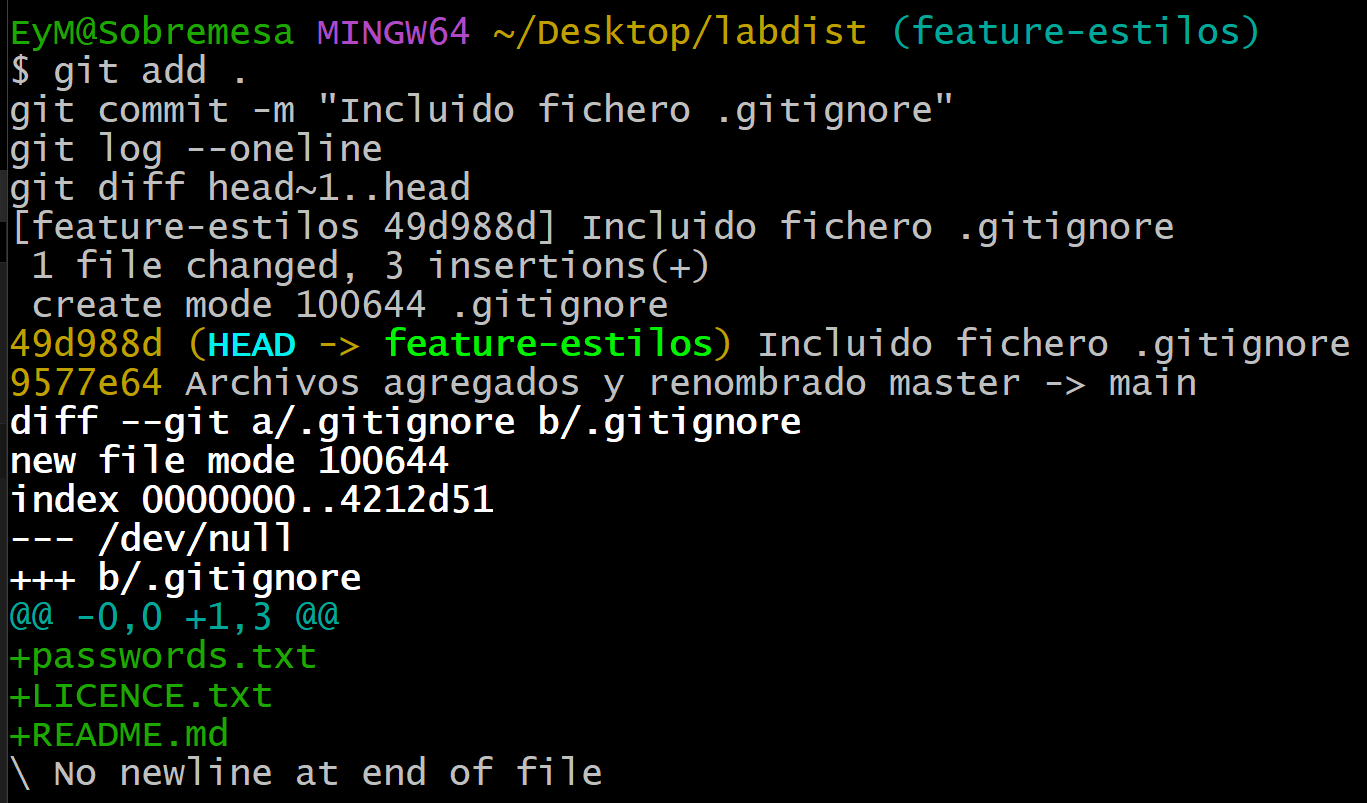 EyM@Sobremesa MINGW64 ~/Desktop/labdist (feature-estilos)
$ git add .
git commit -m "Incluido fichero .gitignore"
git log --oneline
git diff head~1..head
[feature-estilos 49d988d] Incluido fichero .gitignore
 1 file changed, 3 insertions(+)
 create mode 100644 .gitignore
49d988d (HEAD -> feature-estilos) Incluido fichero .gitignore
9577e64 Archivos agregados y renombrado master -> main
diff --git a/.gitignore b/.gitignore
new file mode 100644
index 0000000..4212d51
--- /dev/null
+++ b/.gitignore
@@ -0,0 +1,3 @@
+passwords.txt
+LICENCE.txt
+README.md
\ No newline at end of file